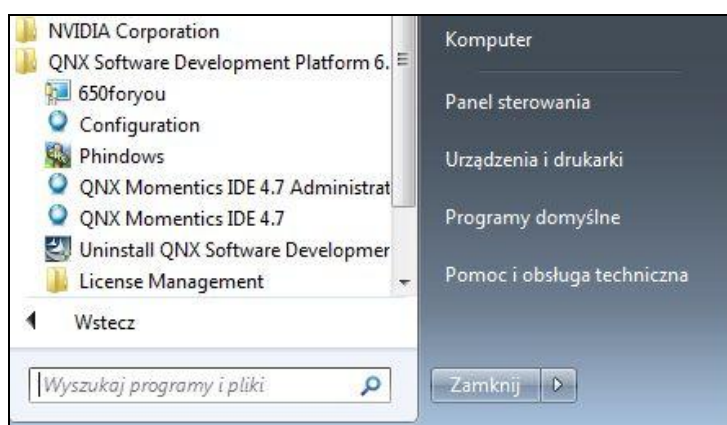 NVIDIA Corporation
QNX Software Development Platform 6.
650foryou
Configuration
Phindows
QNX Momentics IDE 4.7 Administrat
QNX Momentics IDE 4.7
Uninstall QNX Software Developmer
License Management
Wstecz
Wyszukaj programy i pliki
Komputer
Panel sterowania
Urządzenia i drukarki
Programy domyślne
Pomoc i obsługa techniczna
Zamknij